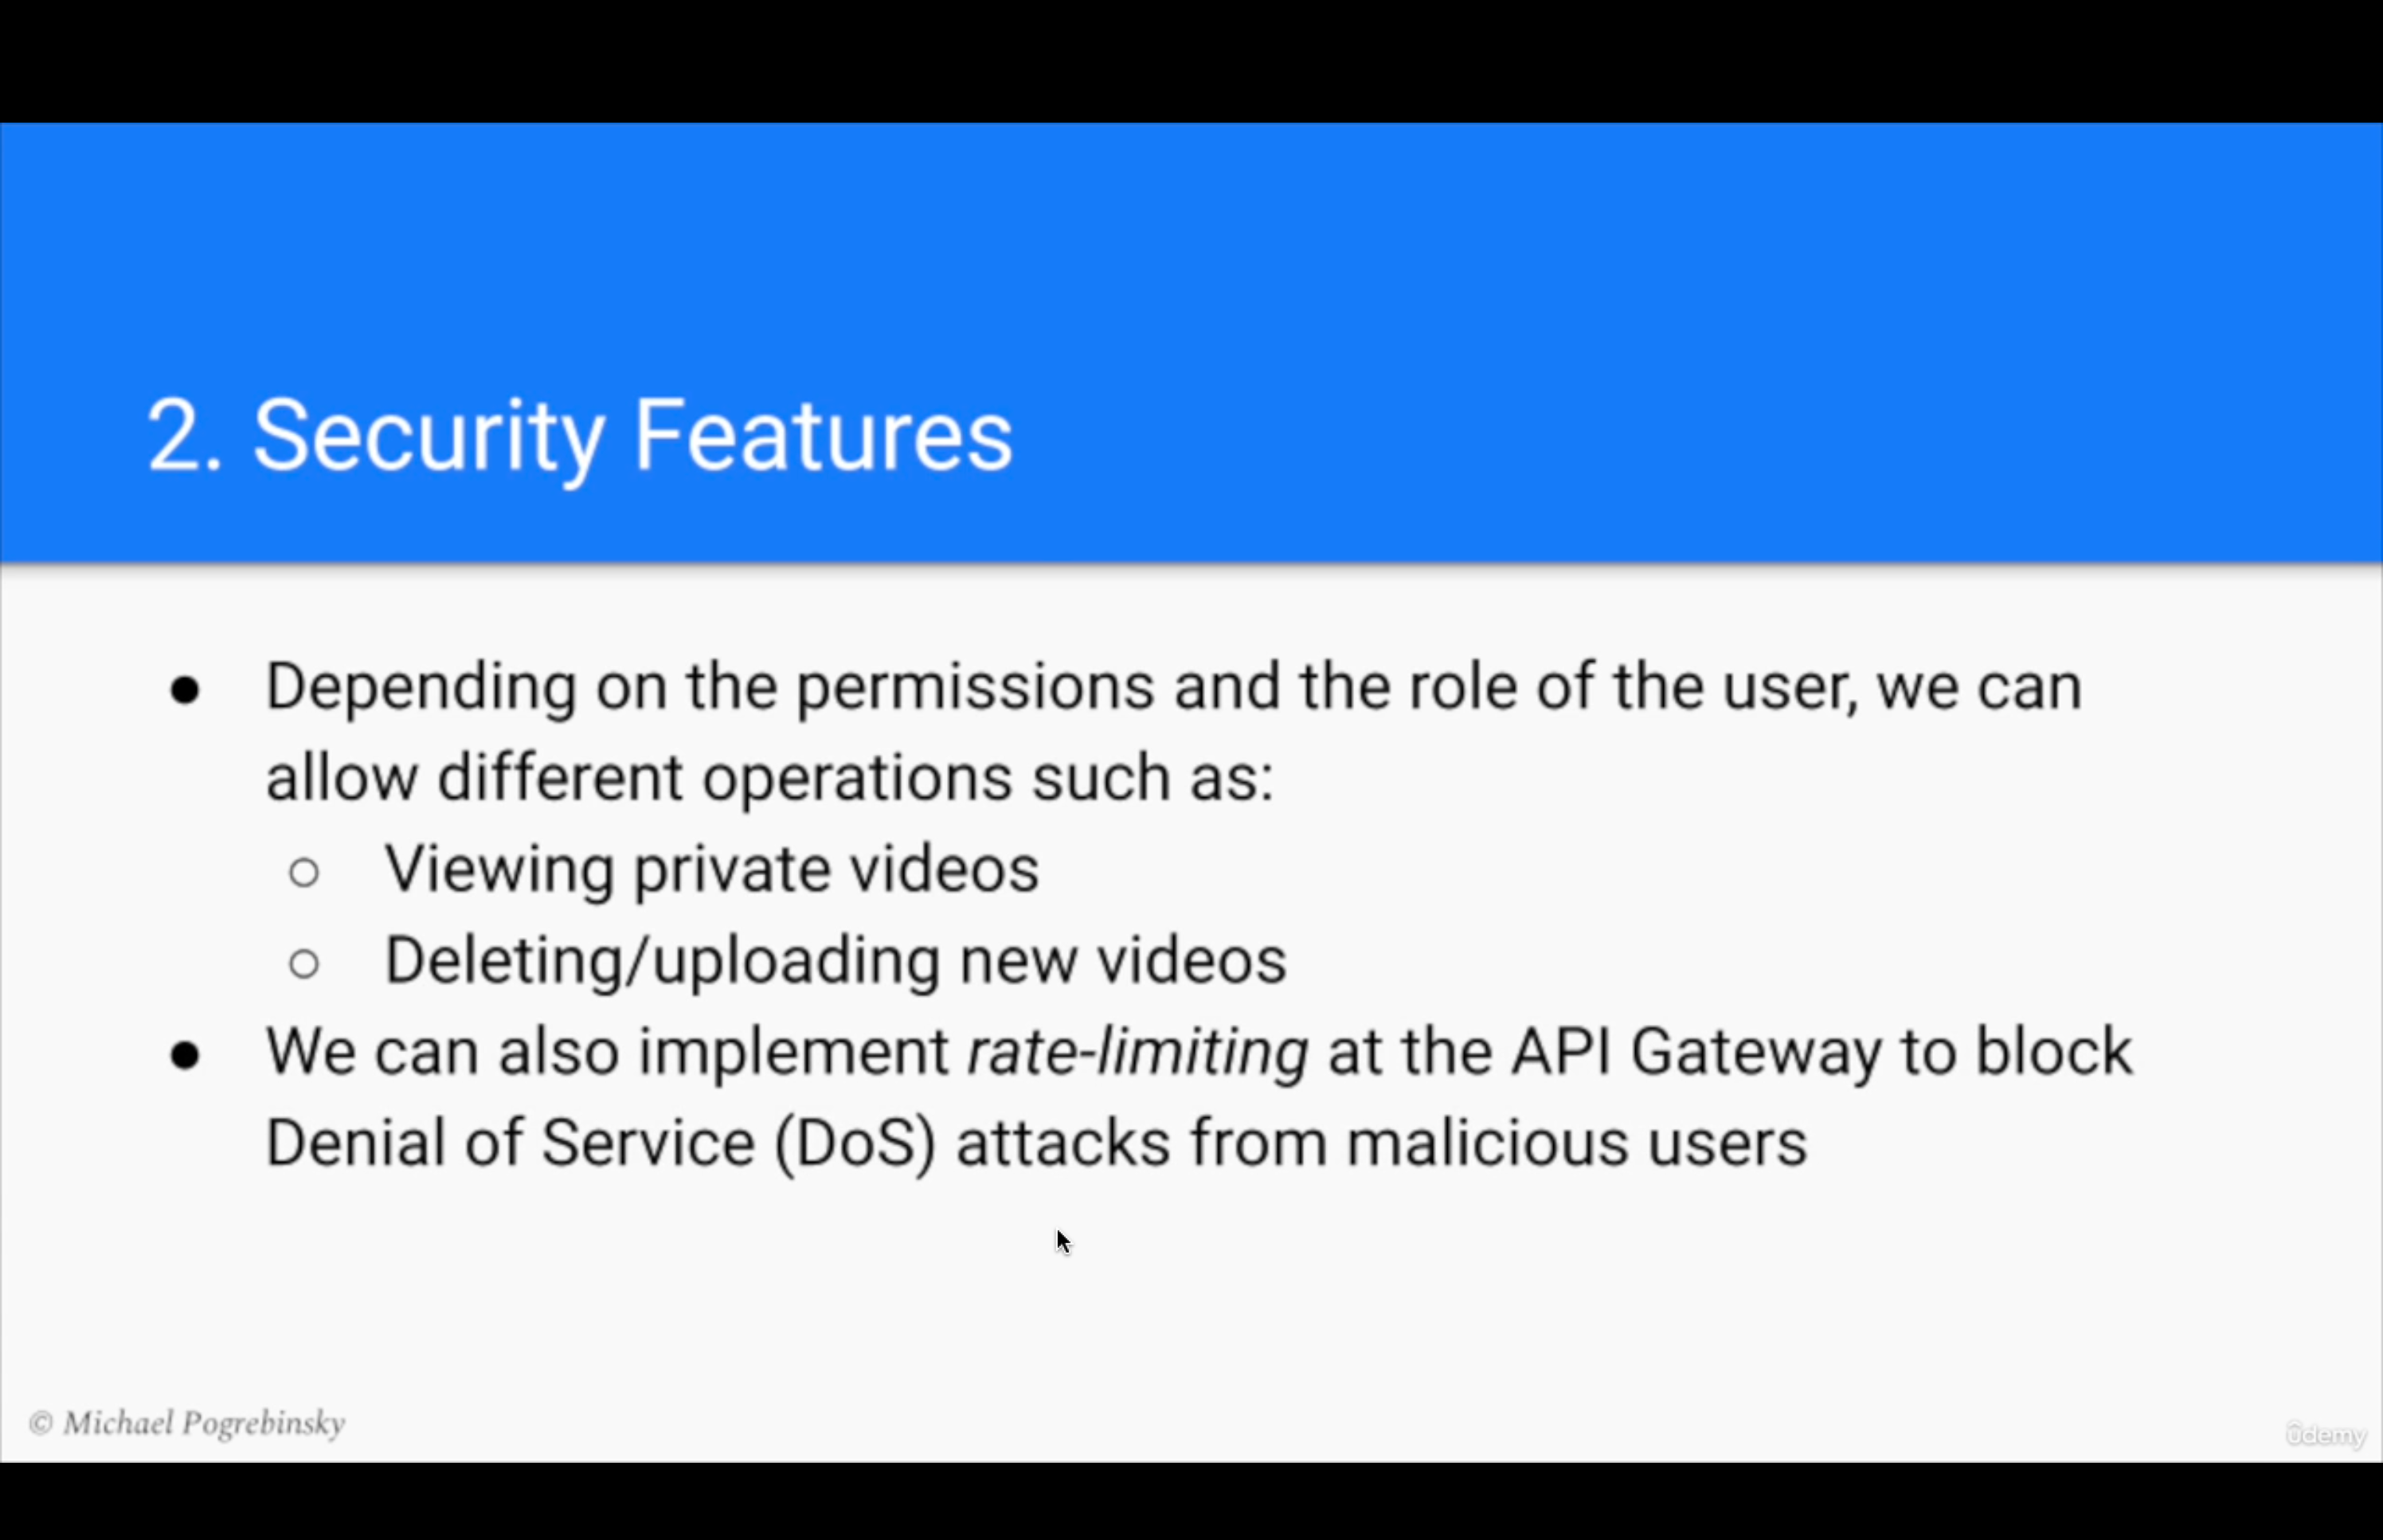 2. Security Features
● Depending on the permissions and the role of the user, we can
allow different operations such as:
○ Viewing private videos
○ Deleting/uploading new videos
● We can also implement rate-limiting at the API Gateway to block
Denial of Service (DoS) attacks from malicious users
© Michael Pogrebinsky
ûdemy